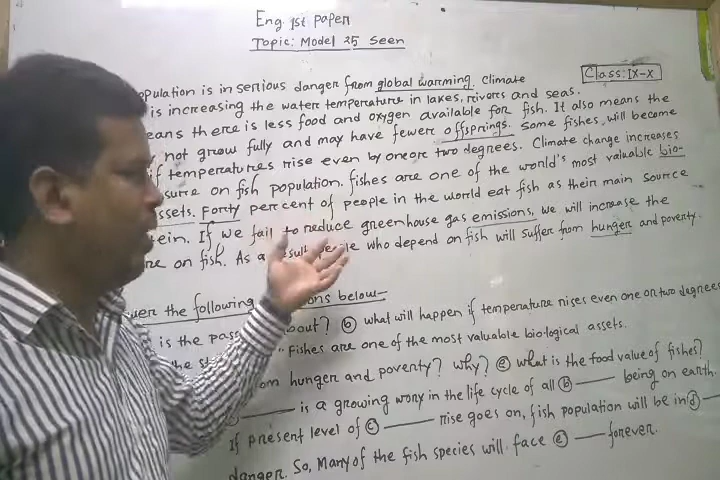 Eng 1st paper
Topic: Model 25 Seen
Class: IX-X
opulation is in serious danger from global warming. Climate
is increasing the water temperature in lakes, rivers and seas.
eans there is less food and oxygen available for fish. It also means the
not grow fully and may have fewer offsprings. Some fishes, will become
if temperatures rise even by one or two degrees. Climate change increases
sure on fish population. fishes are one of the world's most valuable bio-
assets. Forty percent of people in the world eat fish as their main source
tein. If we fail to reduce greenhouse gas emissions, we will increase the
re on fish. As a result people who depend on fish will suffer from hunger and poverty.
wer the following ons below-
is the pass about? (b) what will happen if temperature rises even one or two degrees
the st "Fishes are one of the most valuable biological assets.
om hunger and poverty? why? (e) what is the food value of fishes?
is a growing wory in the life cycle of all (b) being on earth.
If present level of (c) rise goes on, fish population will be in (d)
danger. So, Many of the fish species will face (e) forever.